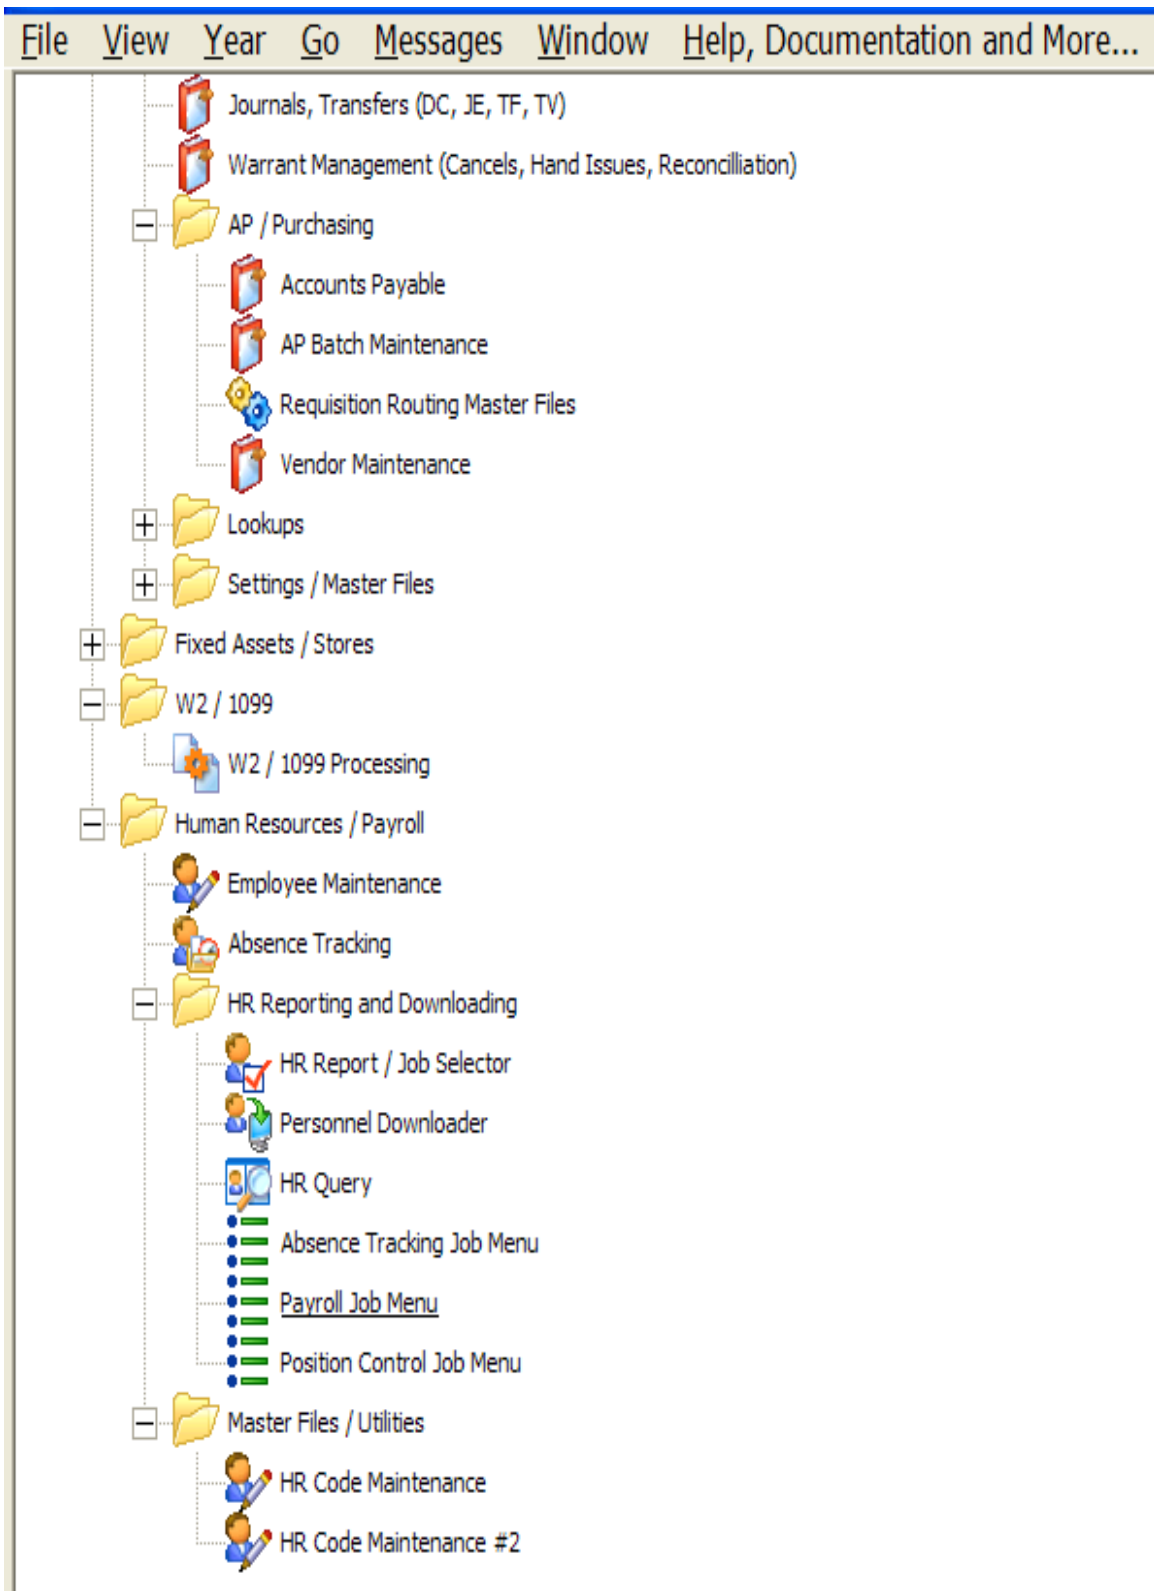 File View Year Go Messages Window Help, Documentation and More...
Journals, Transfers (DC, JE, TF, TV)
Warrant Management (Cancels, Hand Issues, Reconcilliation)
AP / Purchasing
Accounts Payable
AP Batch Maintenance
Requisition Routing Master Files
Vendor Maintenance
Lookups
Settings / Master Files
Fixed Assets / Stores
W2 / 1099
W2 / 1099 Processing
Human Resources / Payroll
Employee Maintenance
Absence Tracking
HR Reporting and Downloading
HR Report / Job Selector
Personnel Downloader
HR Query
Absence Tracking Job Menu
Payroll Job Menu
Position Control Job Menu
Master Files / Utilities
HR Code Maintenance
HR Code Maintenance #2